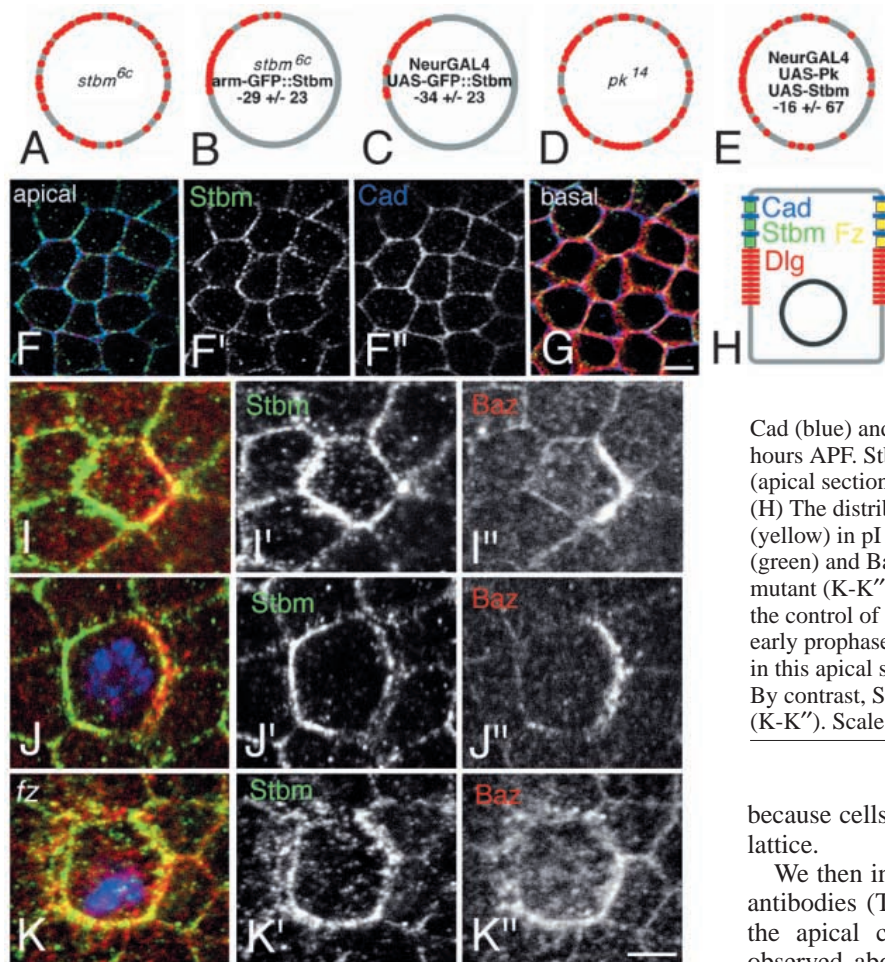 stbm6c
stbm6c
arm-GFP::Stbm
-29 +/- 23
NeurGAL4
UAS-GFP::Stbm
-34 +/- 23
pk14
NeurGAL4
UAS-Pk
UAS-Stbm
-16 +/- 67
A
B
C
D
E
apical
Stbm
Cad
basal
F
F'
F"
G
Cad
Stbm
Fz
Dlg
H
Stbm
Baz
I
I'
I"
Stbm
Baz
J
J'
J"
fz
Stbm
Baz
K
K'
K"
Cad (blue) and
hours APF. Stb
(apical section
(H) The distrib
(yellow) in pI
(green) and Ba
mutant (K-K″
the control of
early prophase
in this apical s
By contrast, S
(K-K″). Scale
because cells
lattice.
We then in
antibodies (T
the apical c
observed abo